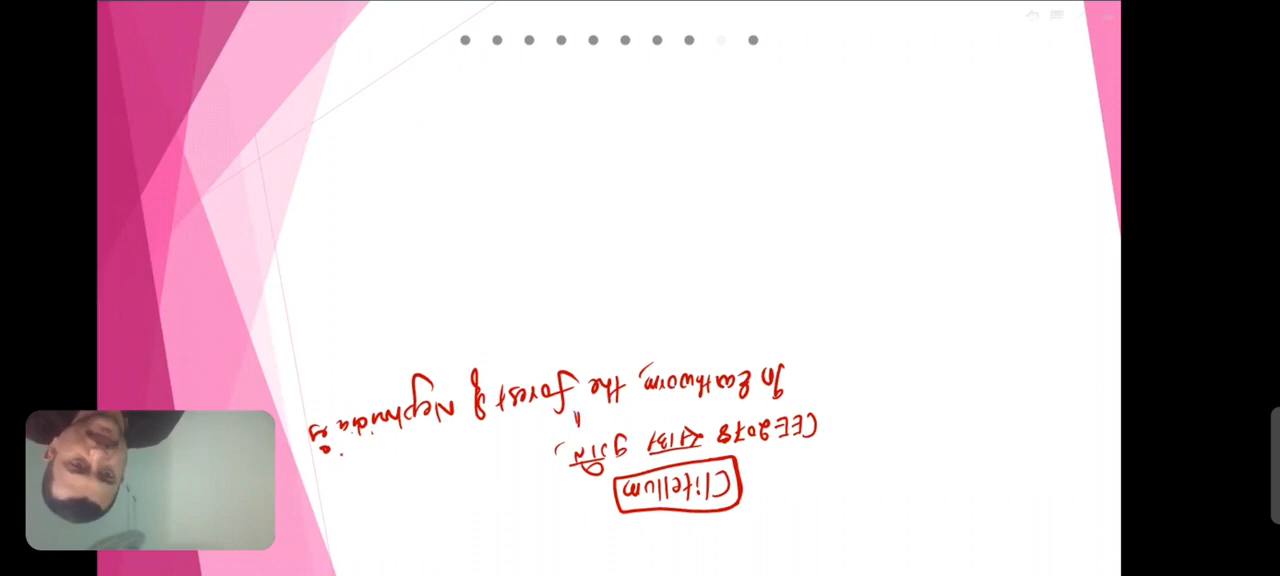 Clitellum
CEE 2078
In Earthworm, the forest of Nephridia is :